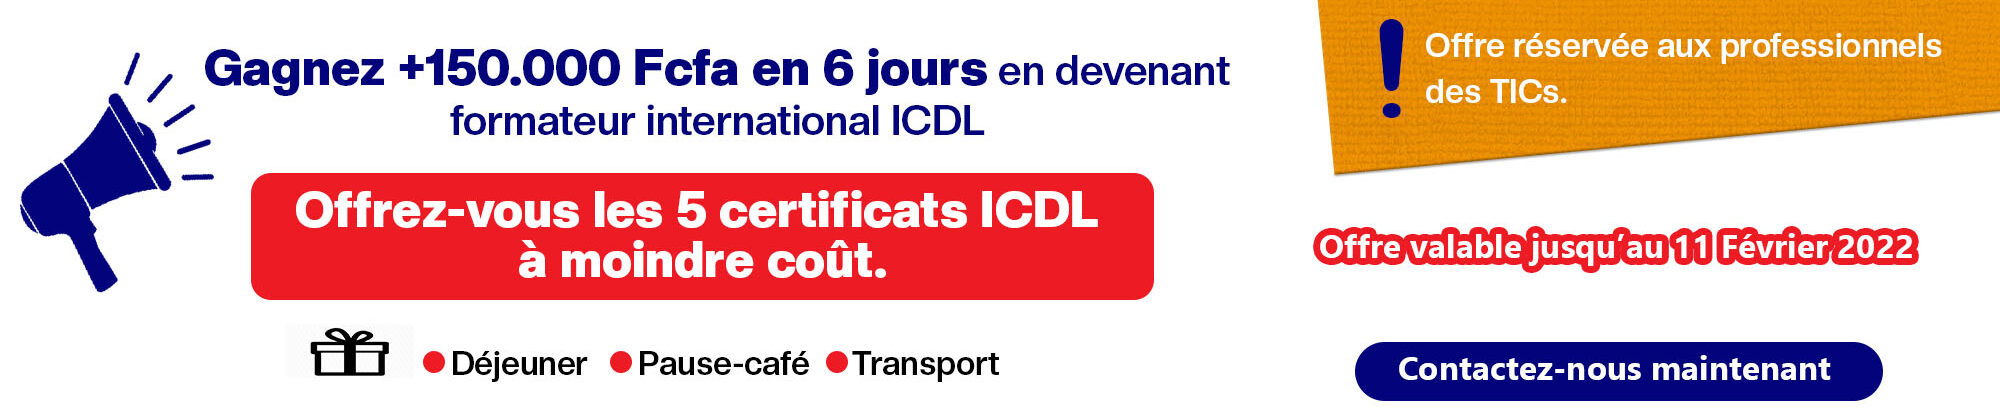 Gagnez +150.000 Fcfa en 6 jours en devenant
formateur international ICDL
Offrez-vous les 5 certificats ICDL
à moindre coût.
Déjeuner Pause-café Transport
Offre réservée aux professionnels
des TICs.
Offre valable jusqu'au 11 Février 2022
Contactez-nous maintenant